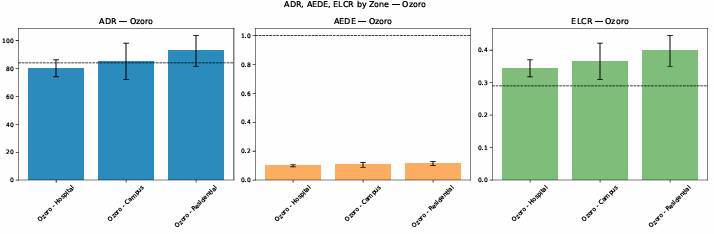 ADR, AEDE, ELCR by Zone — Ozoro
ADR — Ozoro
100
80
60
40
20
0
Ozoro - Hospital
Ozoro - Campus
Ozoro - Residential
AEDE — Ozoro
1.0
0.8
0.6
0.4
0.2
0.0
Ozoro - Hospital
Ozoro - Campus
Ozoro - Residential
ELCR — Ozoro
0.4
0.3
0.2
0.1
0.0
Ozoro - Hospital
Ozoro - Campus
Ozoro - Residential